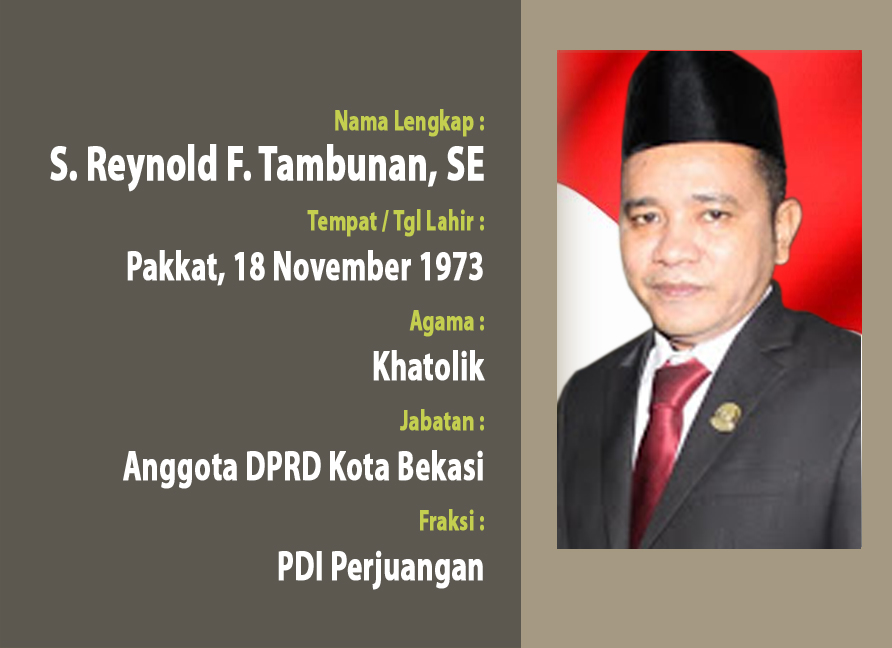 Nama Lengkap :
S. Reynold F. Tambunan, SE
Tempat / Tgl Lahir :
Pakkat, 18 November 1973
Agama :
Khatolik
Jabatan :
Anggota DPRD Kota Bekasi
Fraksi :
PDI Perjuangan